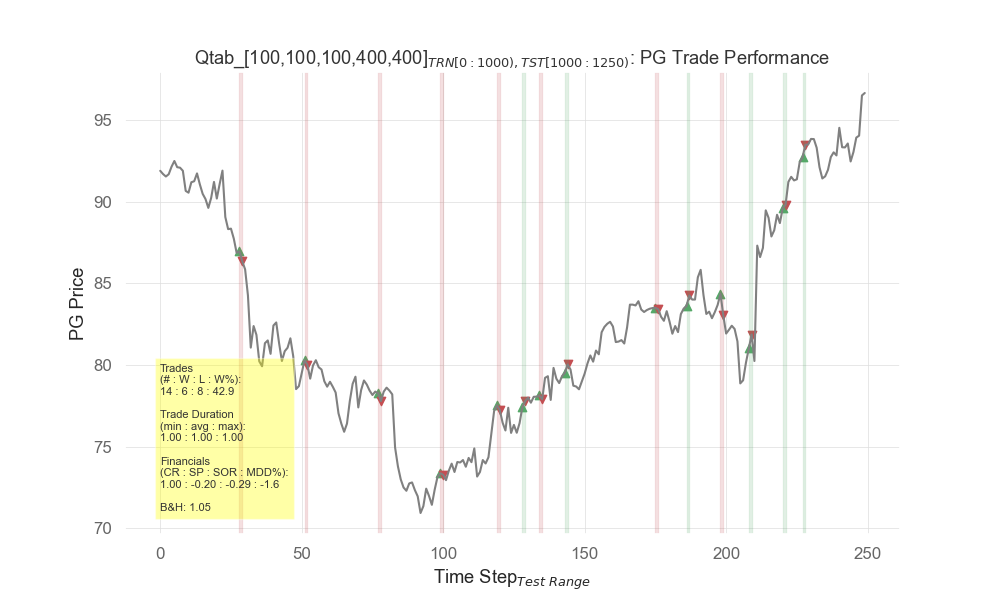 Qtab_[100,100,100,400,400]TRN[0 : 1000), TST[1000 : 1250): PG Trade Performance
PG Price
95
90
85
80
75
70
Trades
(# : W : L : W%):
14 : 6 : 8 : 42.9
Trade Duration
(min : avg : max):
1.00 : 1.00 : 1.00
Financials
(CR : SP : SOR : MDD%):
1.00 : -0.20 : -0.29 : -1.6
B&H: 1.05
0 50 100 150 200 250
Time StepTest Range